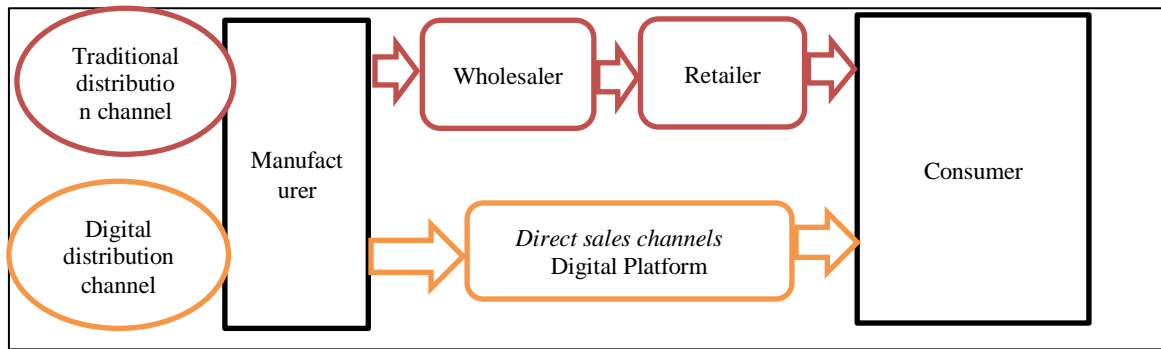 Traditional
distributio
n channel
Wholesaler
Retailer
Manufact
urer
Consumer
Digital
distribution
channel
Direct sales channels
Digital Platform